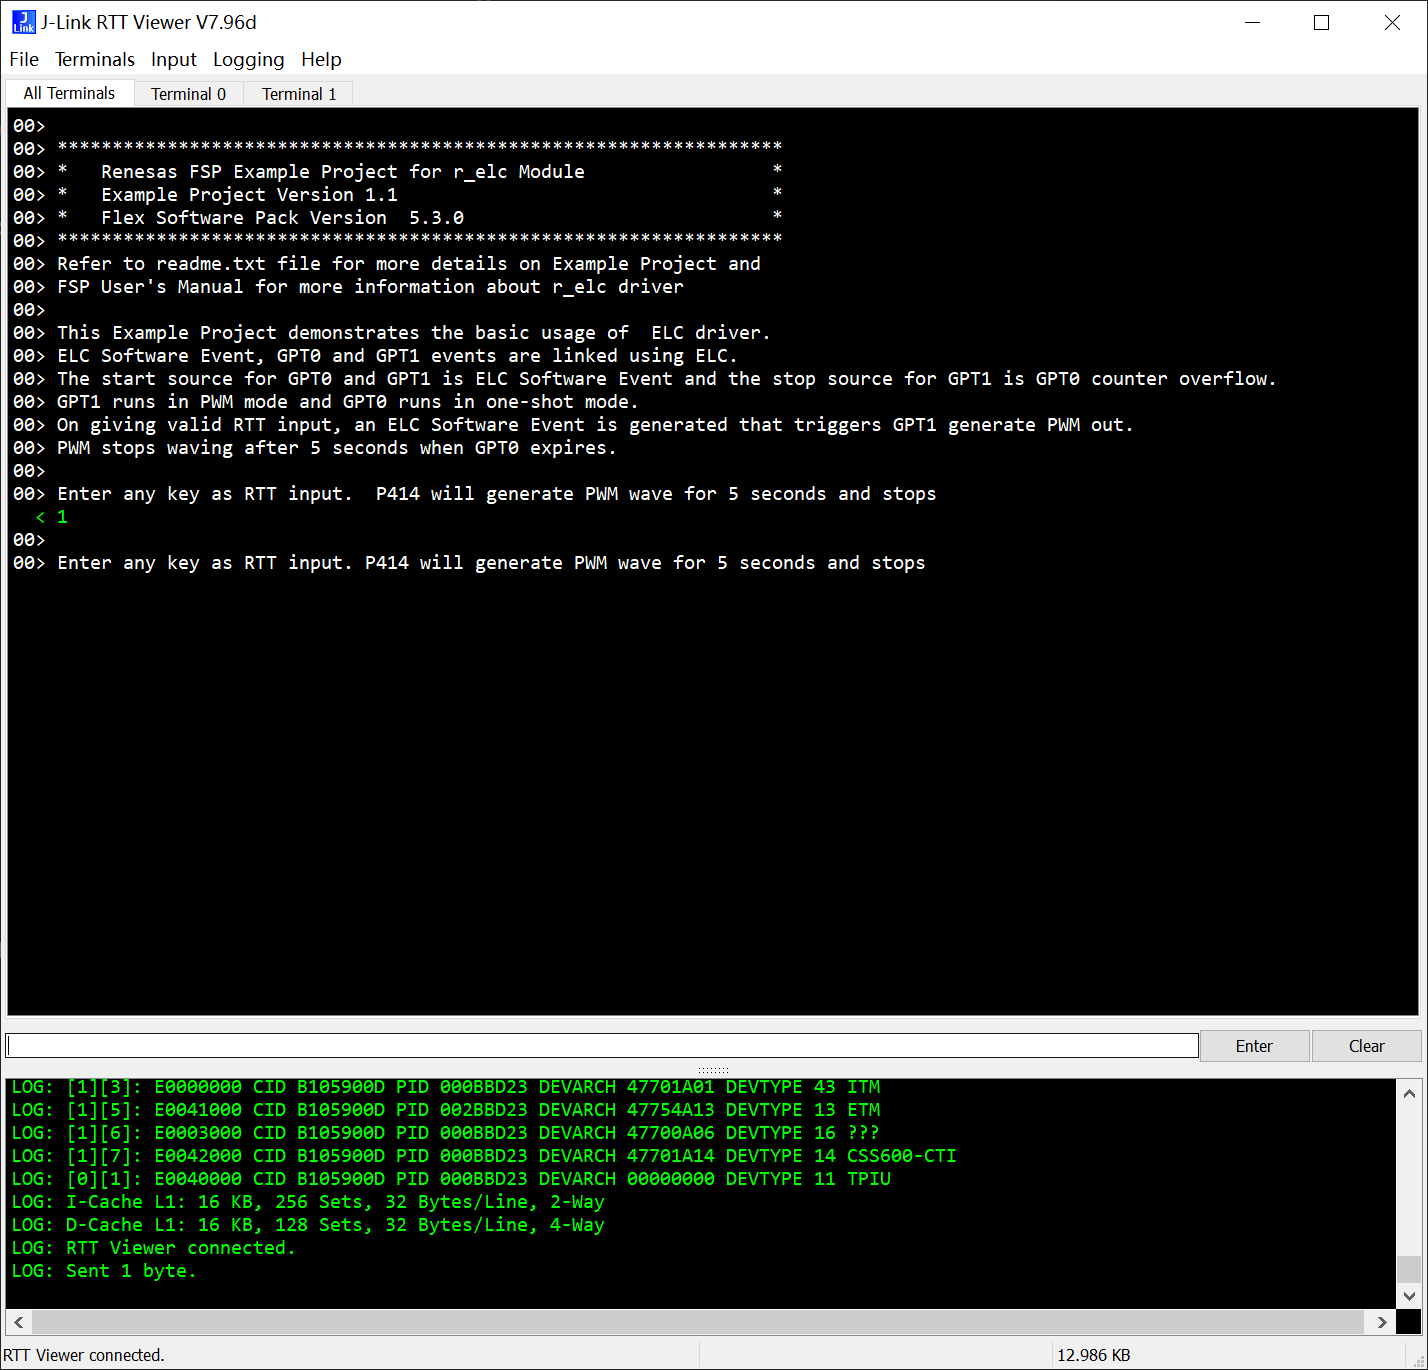 J-Link RTT Viewer V7.96d
File Terminals Input Logging Help
All Terminals Terminal 0 Terminal 1
00>
00> ******************************************************************
00> *   Renesas FSP Example Project for r_elc Module                 *
00> *   Example Project Version 1.1                                  *
00> *   Flex Software Pack Version  5.3.0                            *
00> ******************************************************************
00> Refer to readme.txt file for more details on Example Project and
00> FSP User's Manual for more information about r_elc driver
00>
00> This Example Project demonstrates the basic usage of  ELC driver.
00> ELC Software Event, GPT0 and GPT1 events are linked using ELC.
00> The start source for GPT0 and GPT1 is ELC Software Event and the stop source for GPT1 is GPT0 counter overflow.
00> GPT1 runs in PWM mode and GPT0 runs in one-shot mode.
00> On giving valid RTT input, an ELC Software Event is generated that triggers GPT1 generate PWM out.
00> PWM stops waving after 5 seconds when GPT0 expires.
00>
00> Enter any key as RTT input.  P414 will generate PWM wave for 5 seconds and stops
< 1
00>
00> Enter any key as RTT input. P414 will generate PWM wave for 5 seconds and stops
Enter Clear
LOG: [1][3]: E0000000 CID B105900D PID 000BBD23 DEVARCH 47701A01 DEVTYPE 43 ITM
LOG: [1][5]: E0041000 CID B105900D PID 002BBD23 DEVARCH 47754A13 DEVTYPE 13 ETM
LOG: [1][6]: E0003000 CID B105900D PID 000BBD23 DEVARCH 47700A06 DEVTYPE 16 ???
LOG: [1][7]: E0042000 CID B105900D PID 000BBD23 DEVARCH 47701A14 DEVTYPE 14 CSS600-CTI
LOG: [0][1]: E0040000 CID B105900D PID 000BBD23 DEVARCH 00000000 DEVTYPE 11 TPIU
LOG: I-Cache L1: 16 KB, 256 Sets, 32 Bytes/Line, 2-Way
LOG: D-Cache L1: 16 KB, 128 Sets, 32 Bytes/Line, 4-Way
LOG: RTT Viewer connected.
LOG: Sent 1 byte.
RTT Viewer connected. 12.986 KB